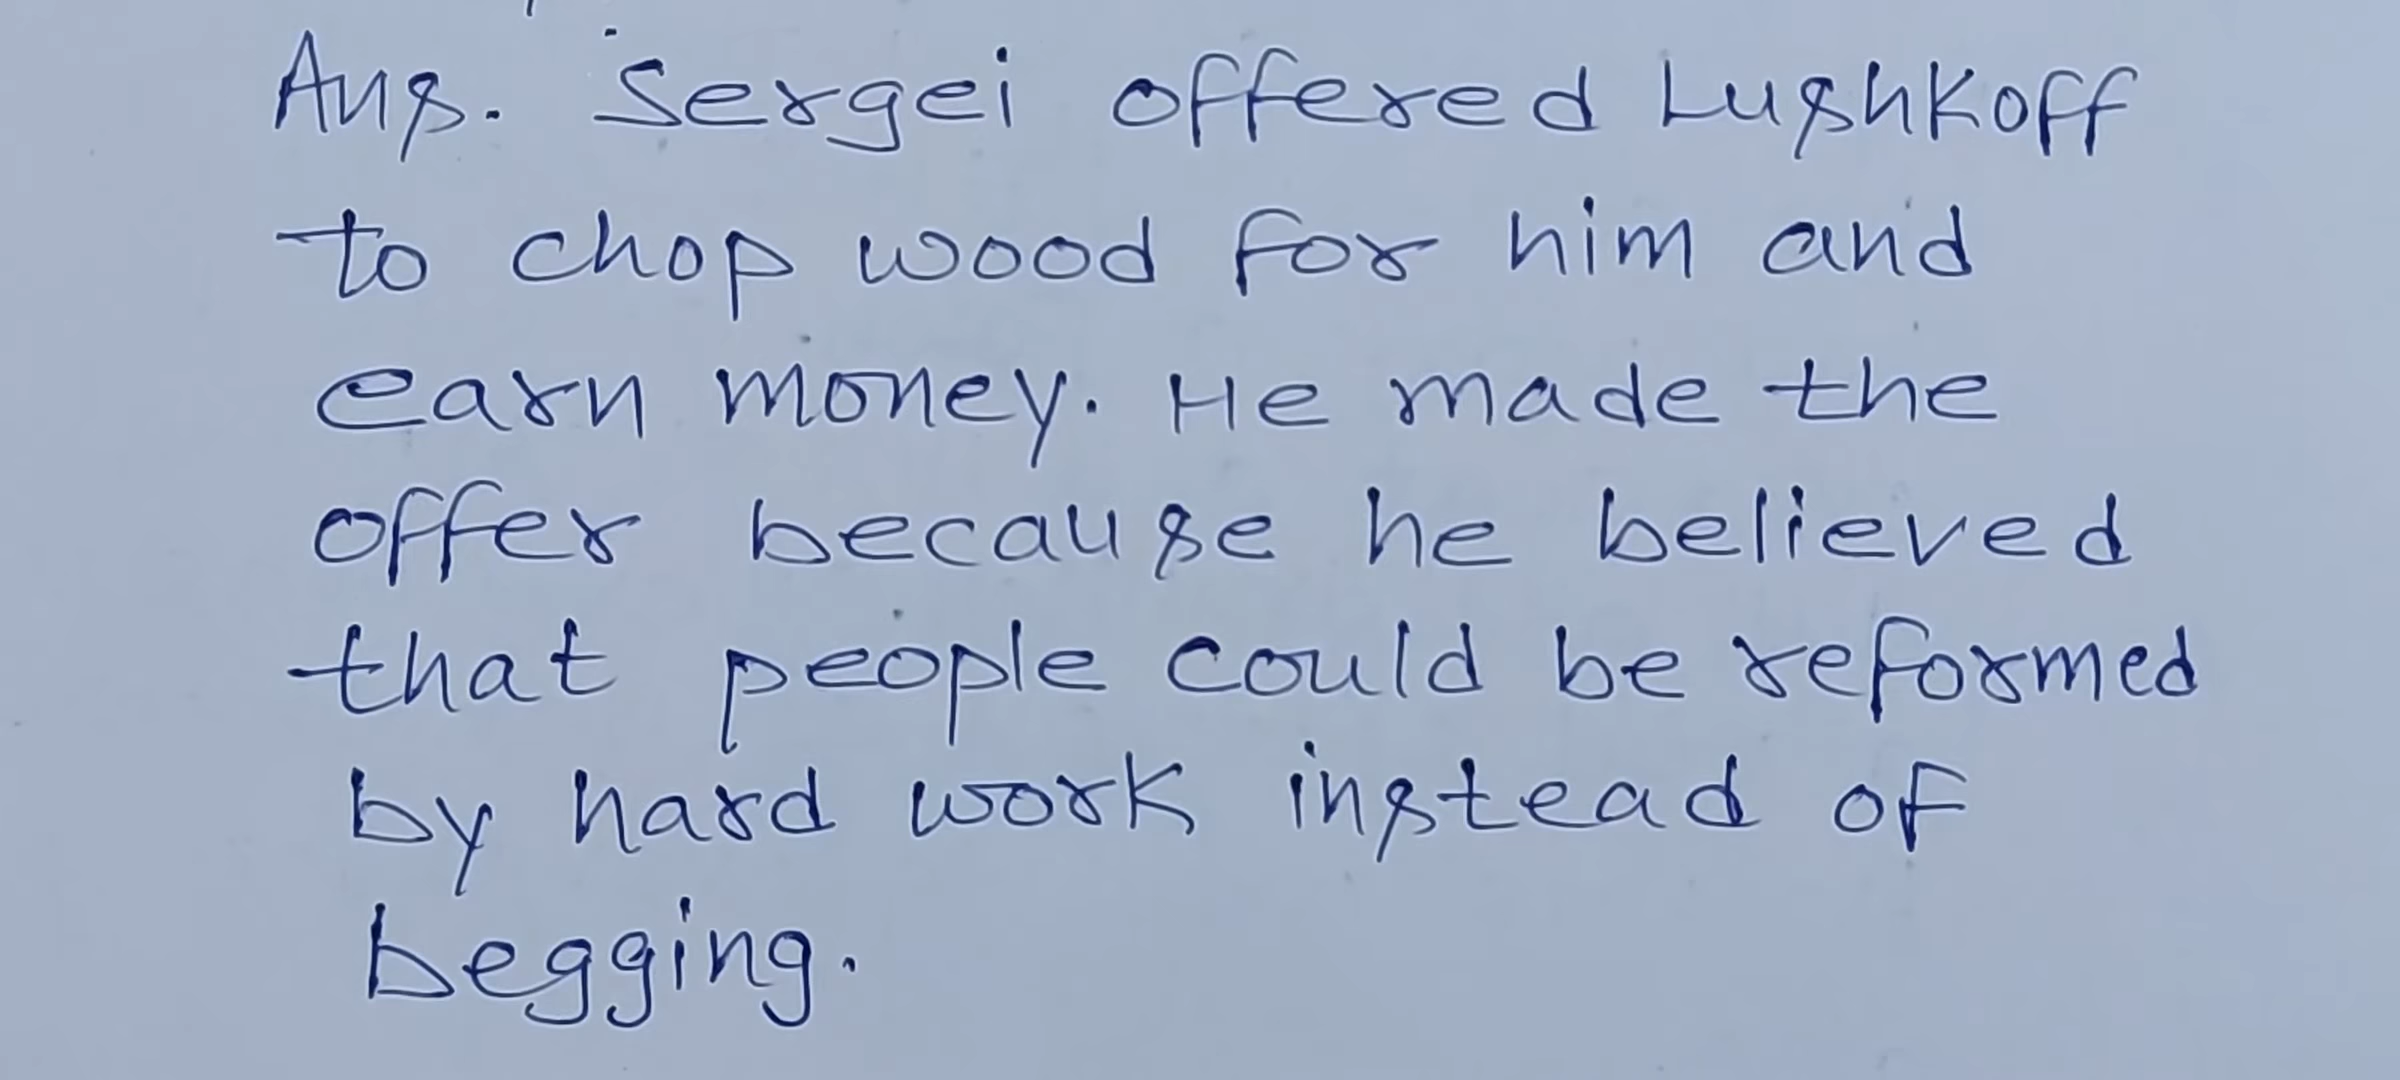 Ans. Sergei offered Lushkoff
to chop wood for him and
earn money. He made the
offer because he believed
that people could be reformed
by hard work instead of
begging.